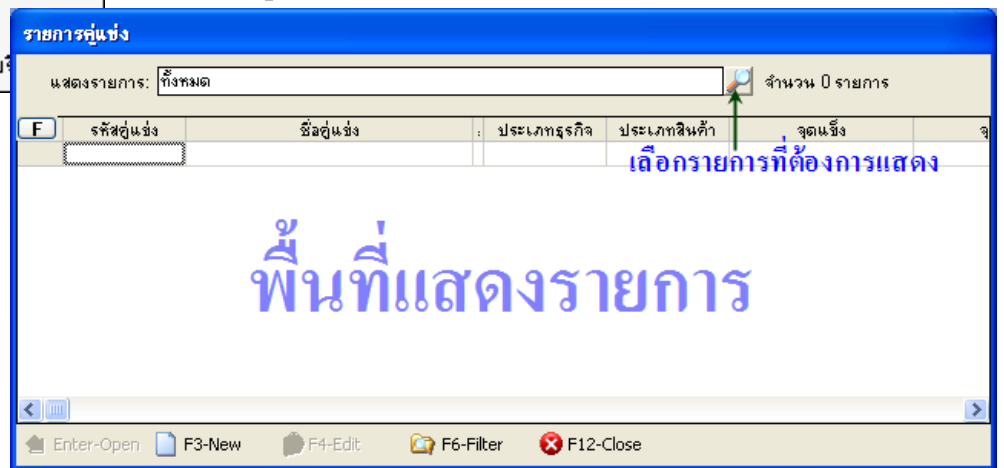 รายการคู่แข่ง
แสดงรายการ: ทั้งหมด จำนวน 0 รายการ
F รหัสคู่แข่ง ชื่อคู่แข่ง : ประเภทธุรกิจ ประเภทสินค้า จุดแข็ง จุ
เลือกรายการที่ต้องการแสดง
พื้นที่แสดงรายการ
Enter-Open F3-New F4-Edit F6-Filter F12-Close